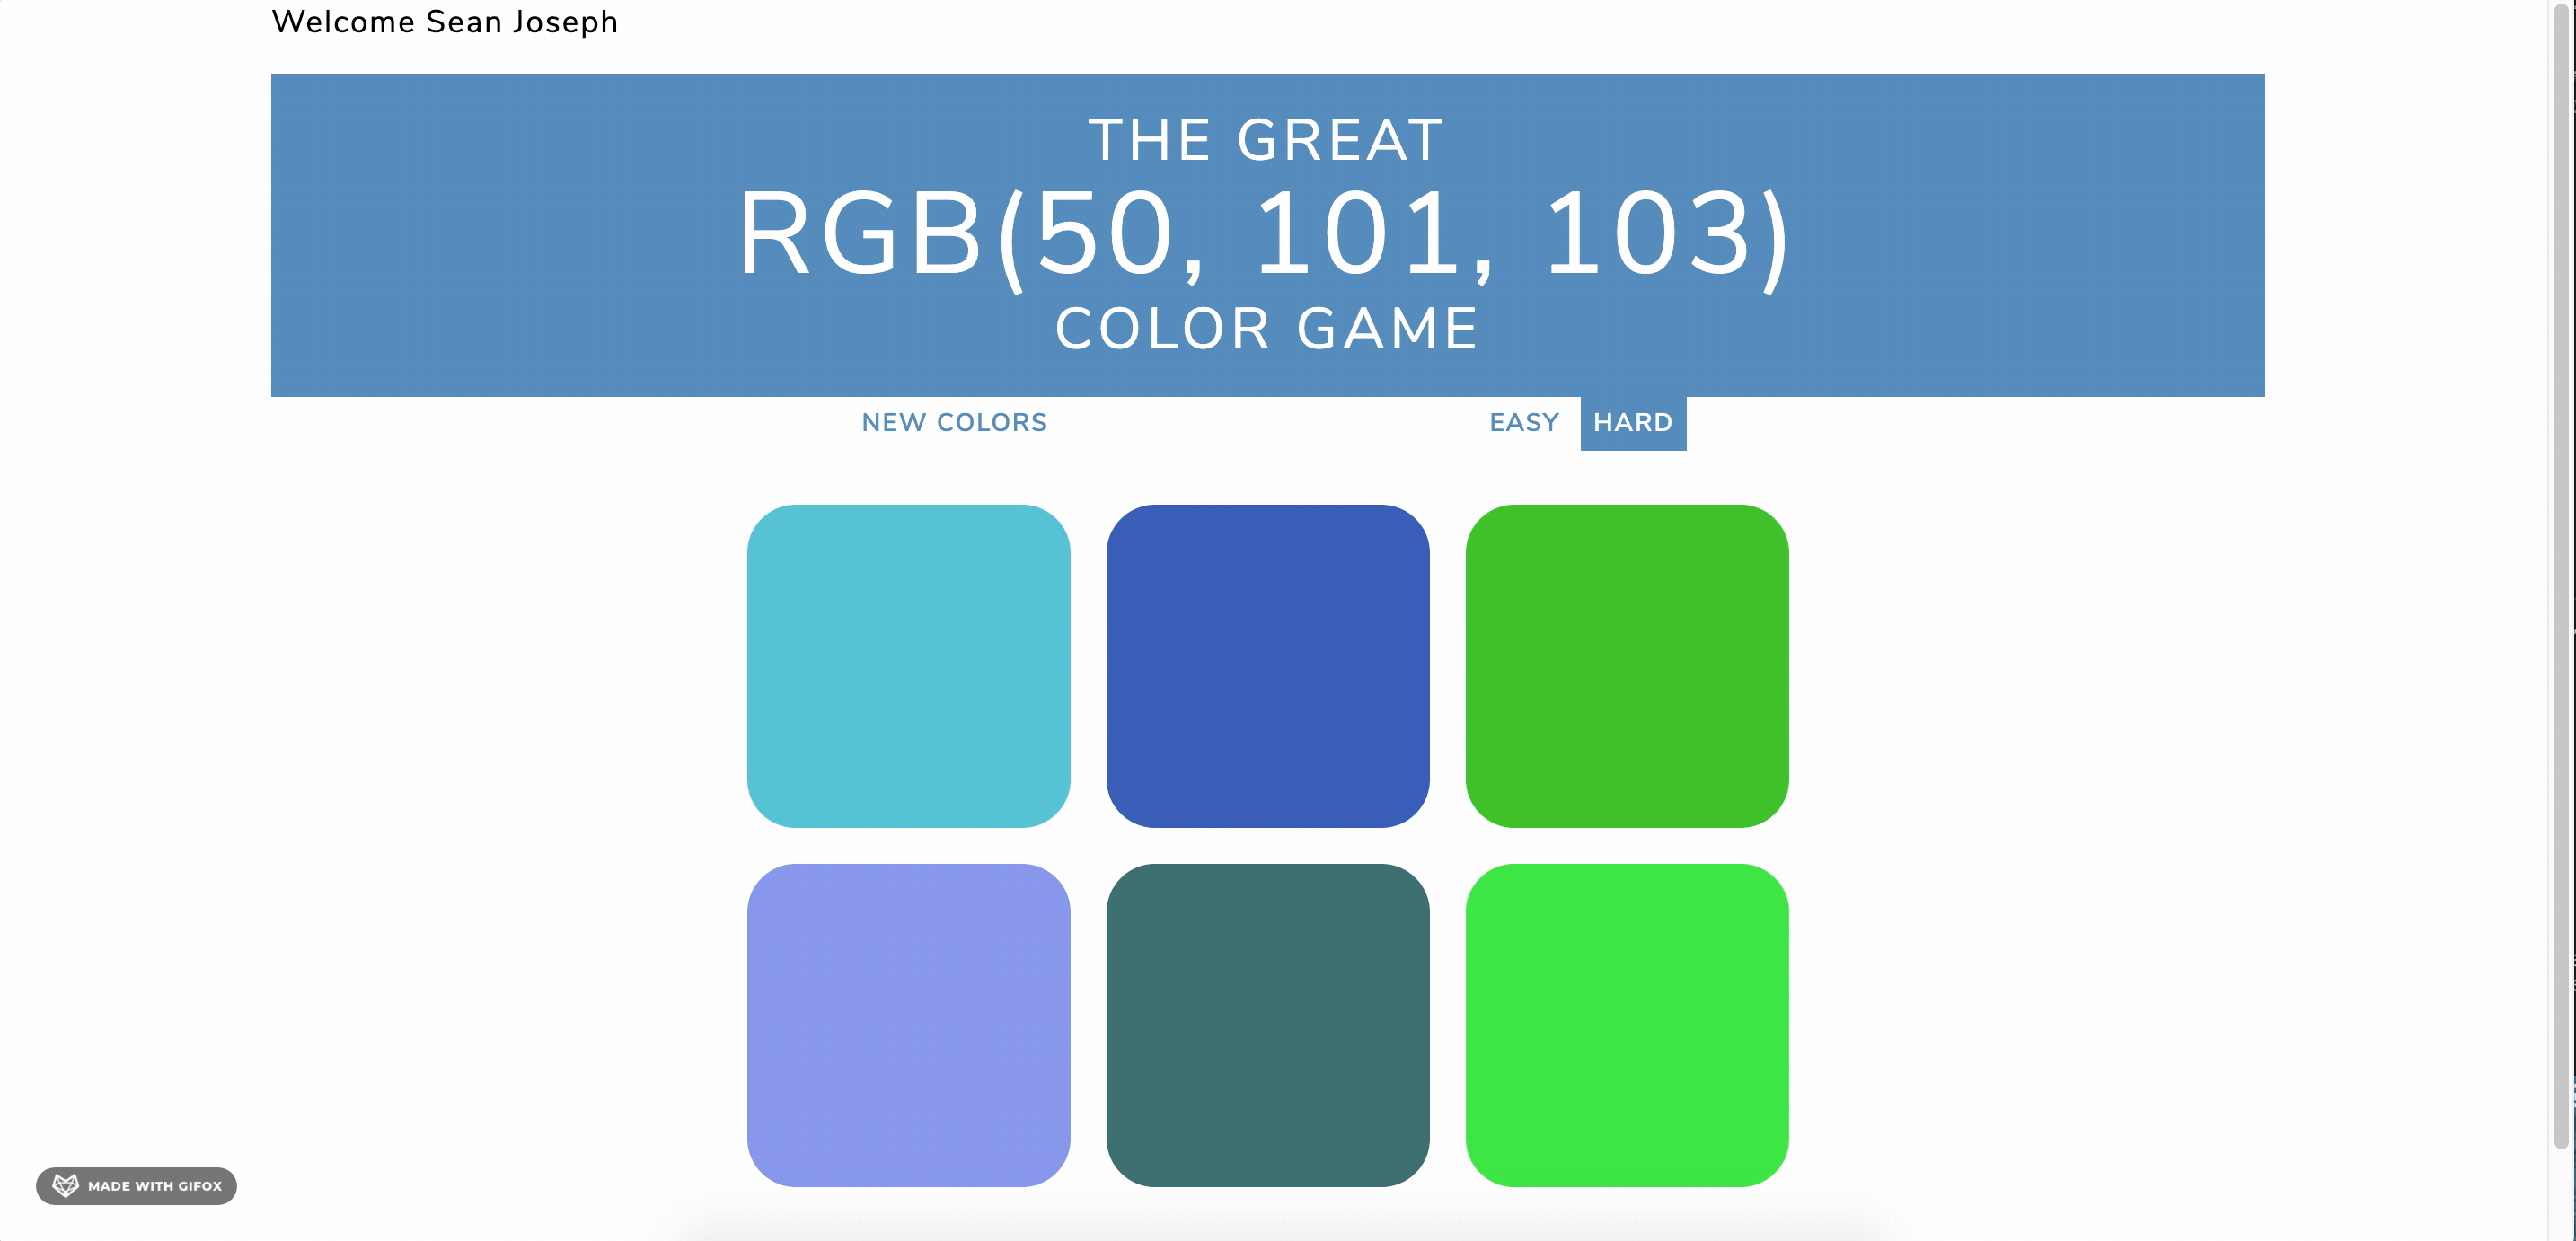 Welcome Sean Joseph
THE GREAT
RGB(50, 101, 103)
COLOR GAME
NEW COLORS EASY HARD
MADE WITH GIFOX